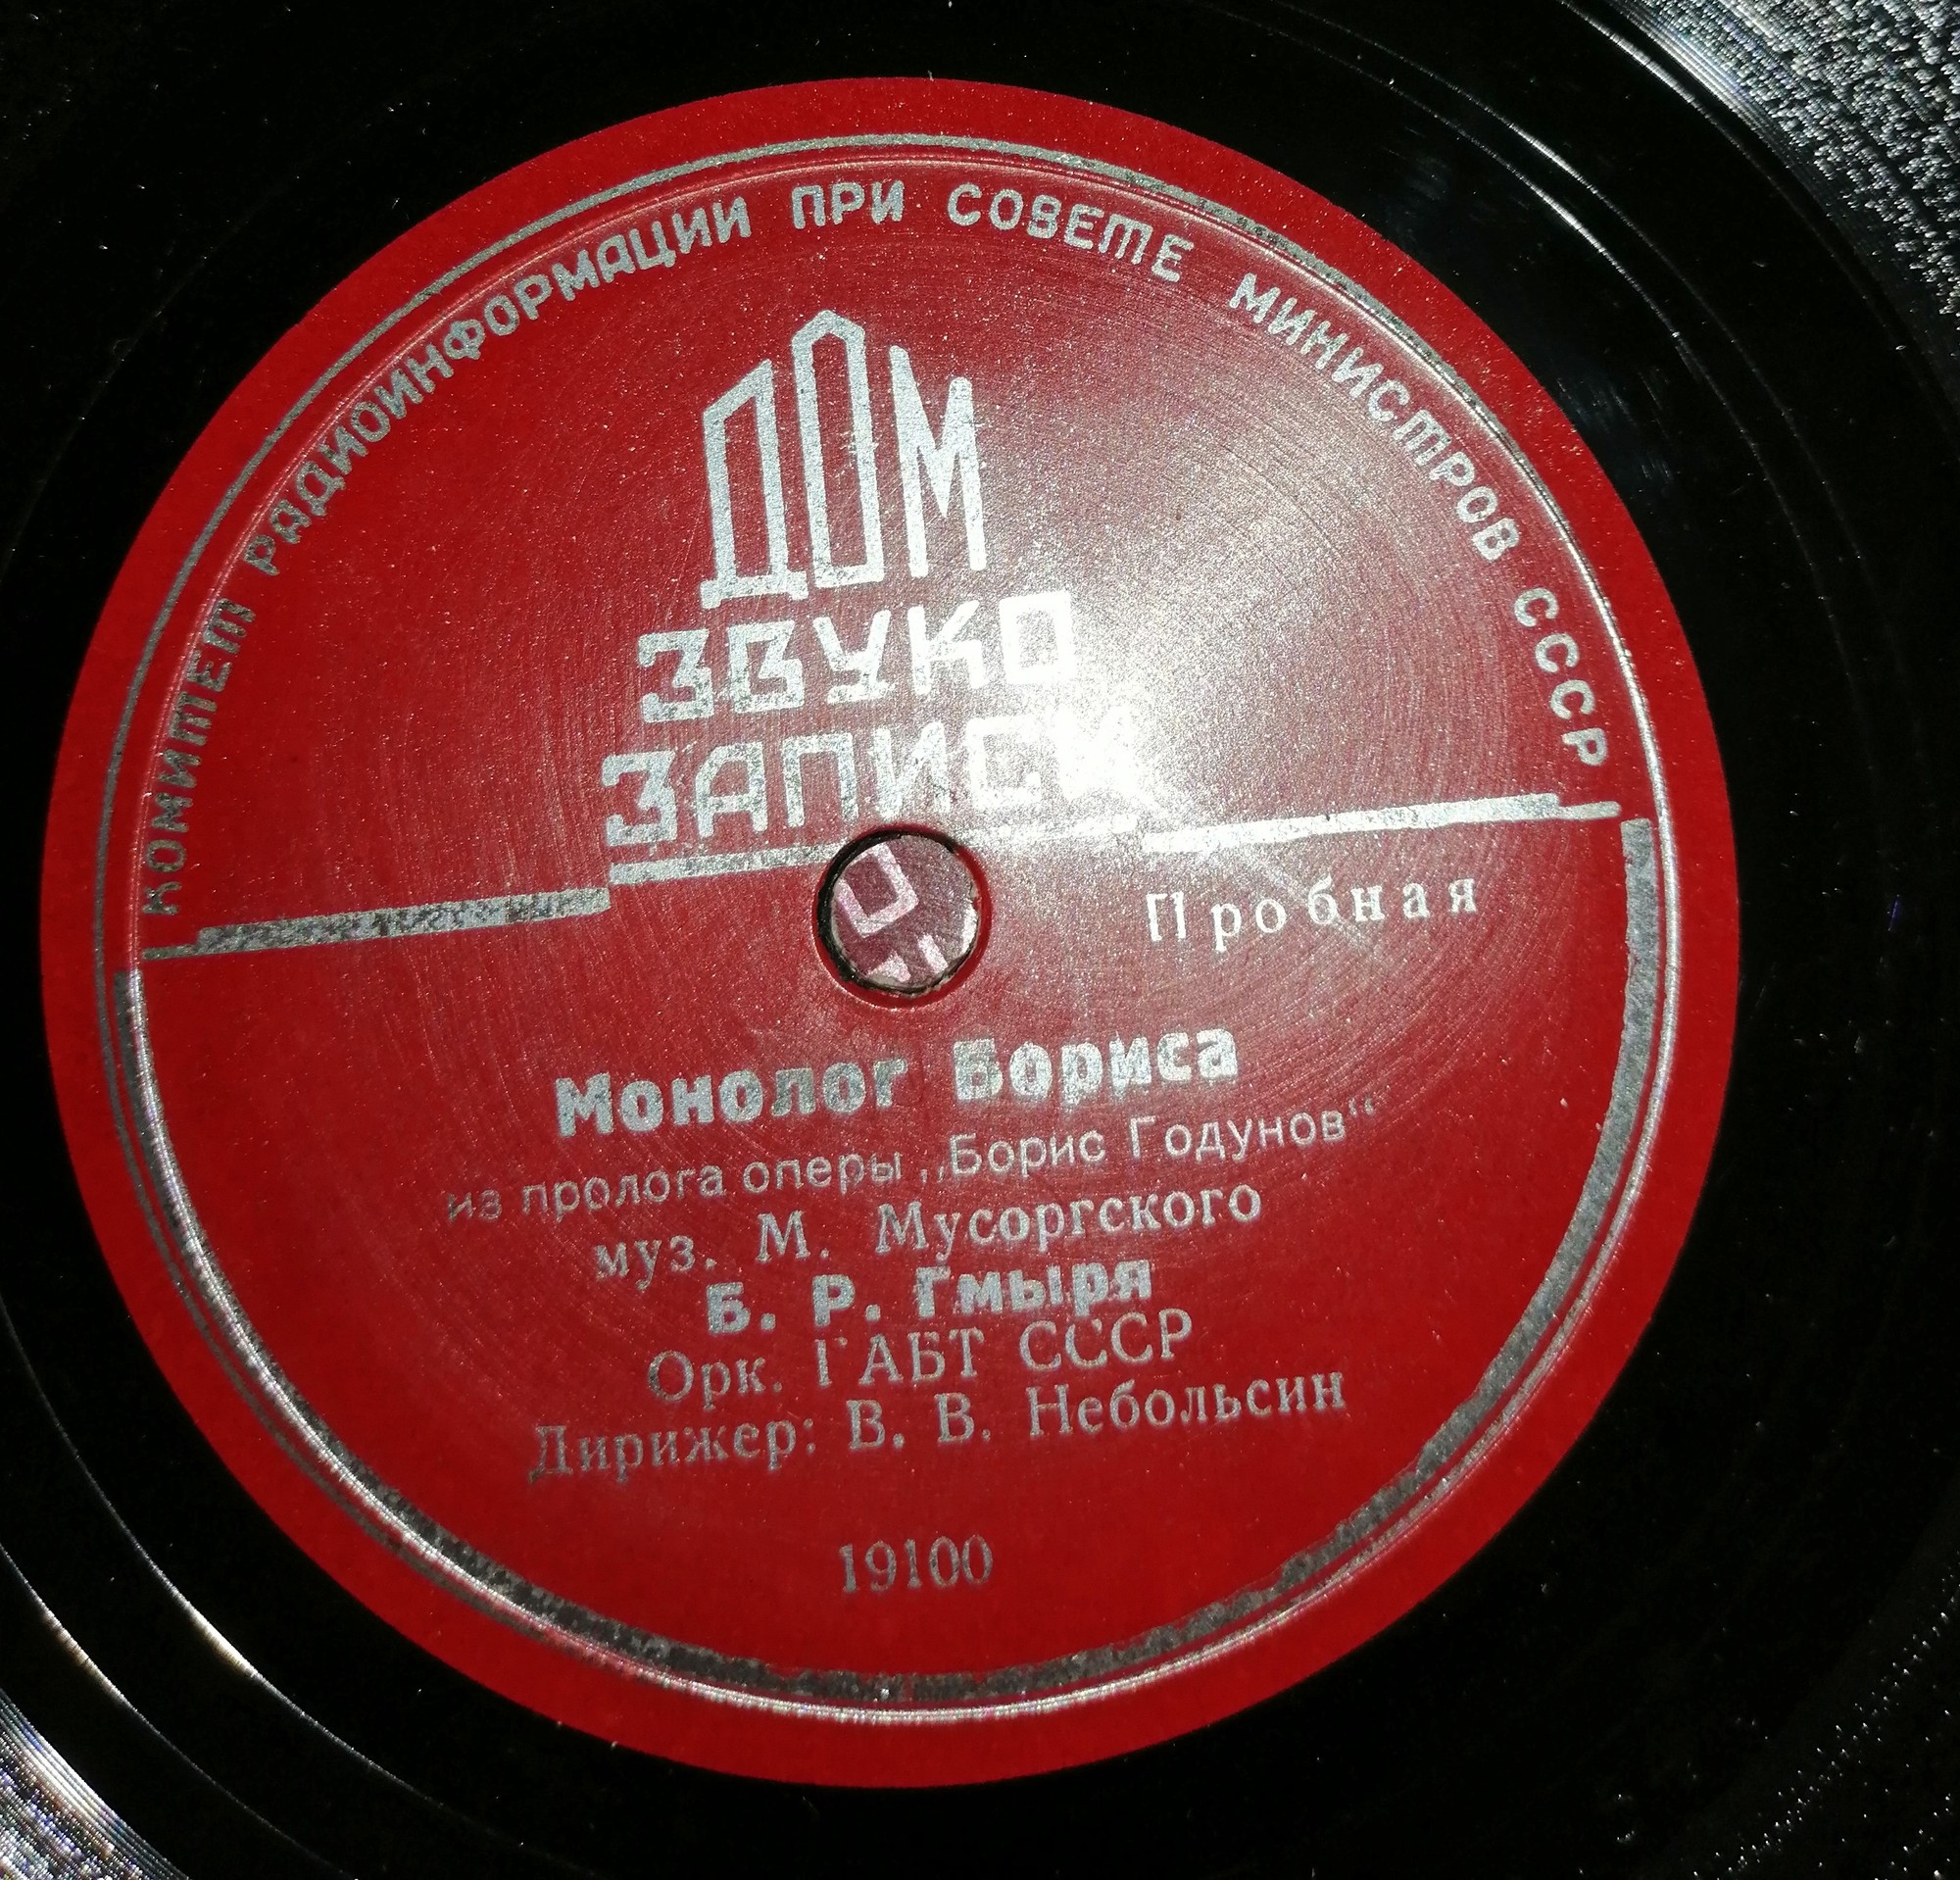 КОМИТЕТ РАДИОИНФОРМАЦИИ ПРИ СОВЕТЕ МИНИСТРОВ СССР
ДОМ
ЗВУКО
ЗАПИСИ
Пробная
Монолог Бориса
из пролога оперы „Борис Годунов“
муз. М. Мусоргского
Б. Р. Гмыря
Орк. ГАБТ СССР
Дирижер: В. В. Небольсин
19100